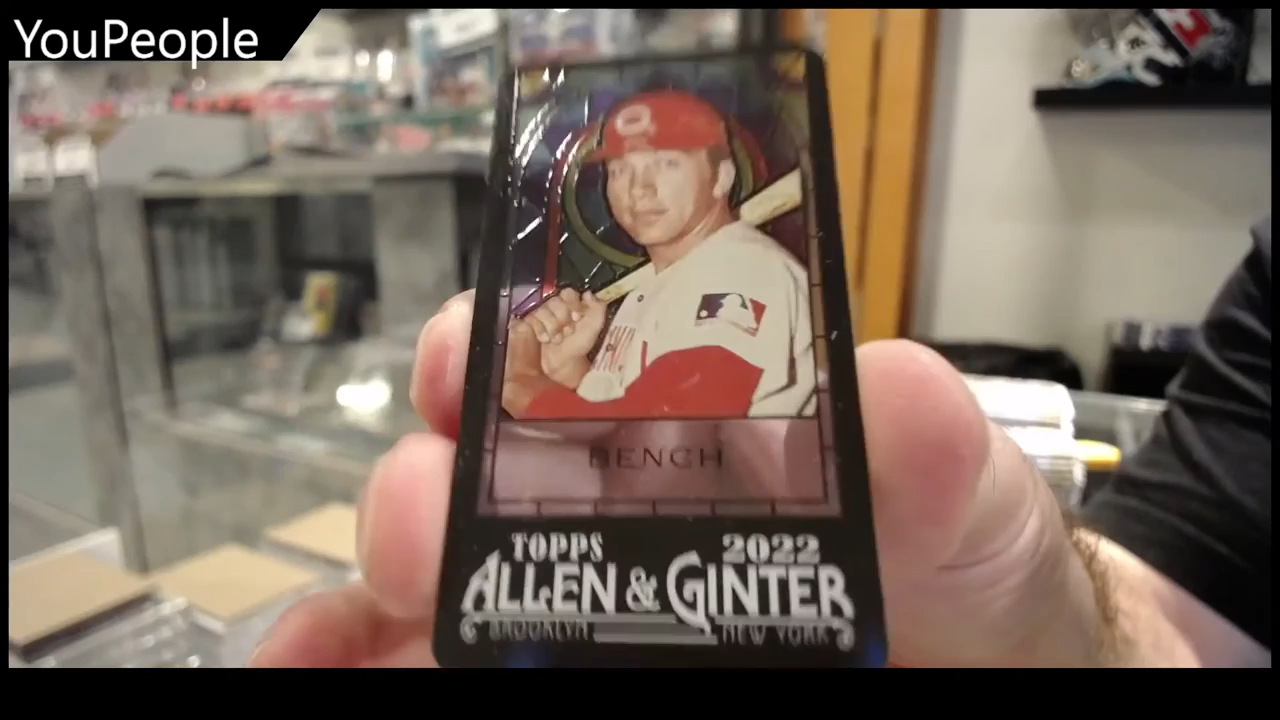 YouPeople
BENCH
TOPPS 2022
ALLEN & GINTER
BROOKLYN NEW YORK